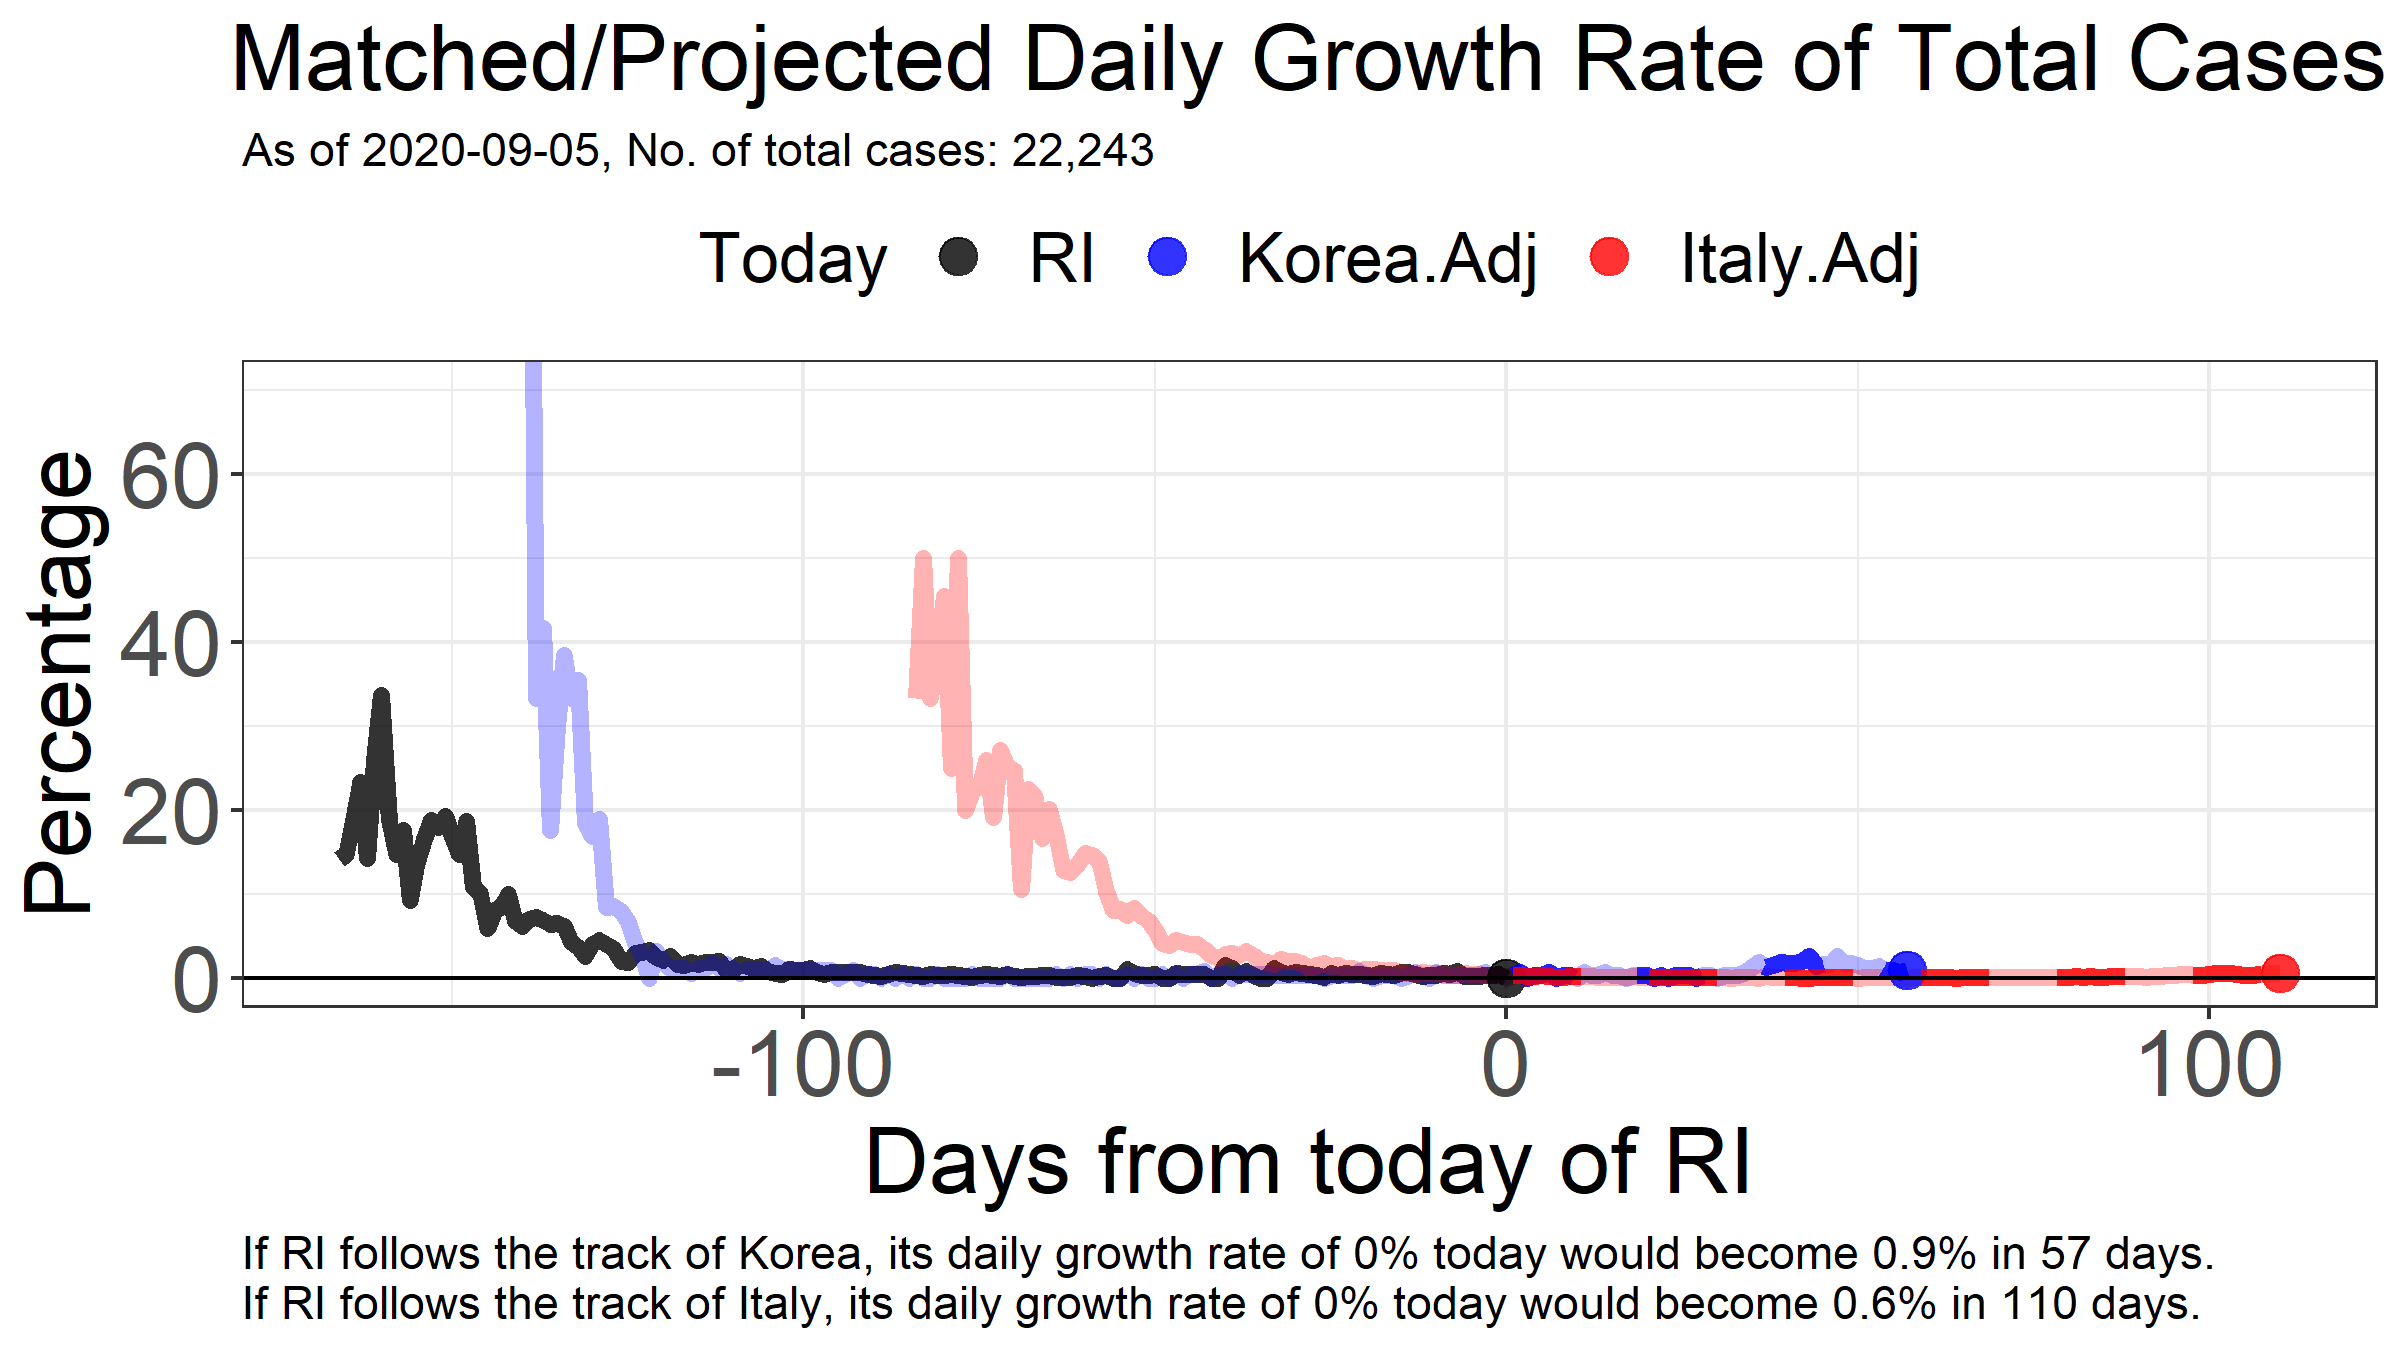 Matched/Projected Daily Growth Rate of Total Cases
As of 2020-09-05, No. of total cases: 22,243
Today RI Korea.Adj Italy.Adj
Percentage
60
40
20
0
-100 0 100
Days from today of RI
If RI follows the track of Korea, its daily growth rate of 0% today would become 0.9% in 57 days.
If RI follows the track of Italy, its daily growth rate of 0% today would become 0.6% in 110 days.